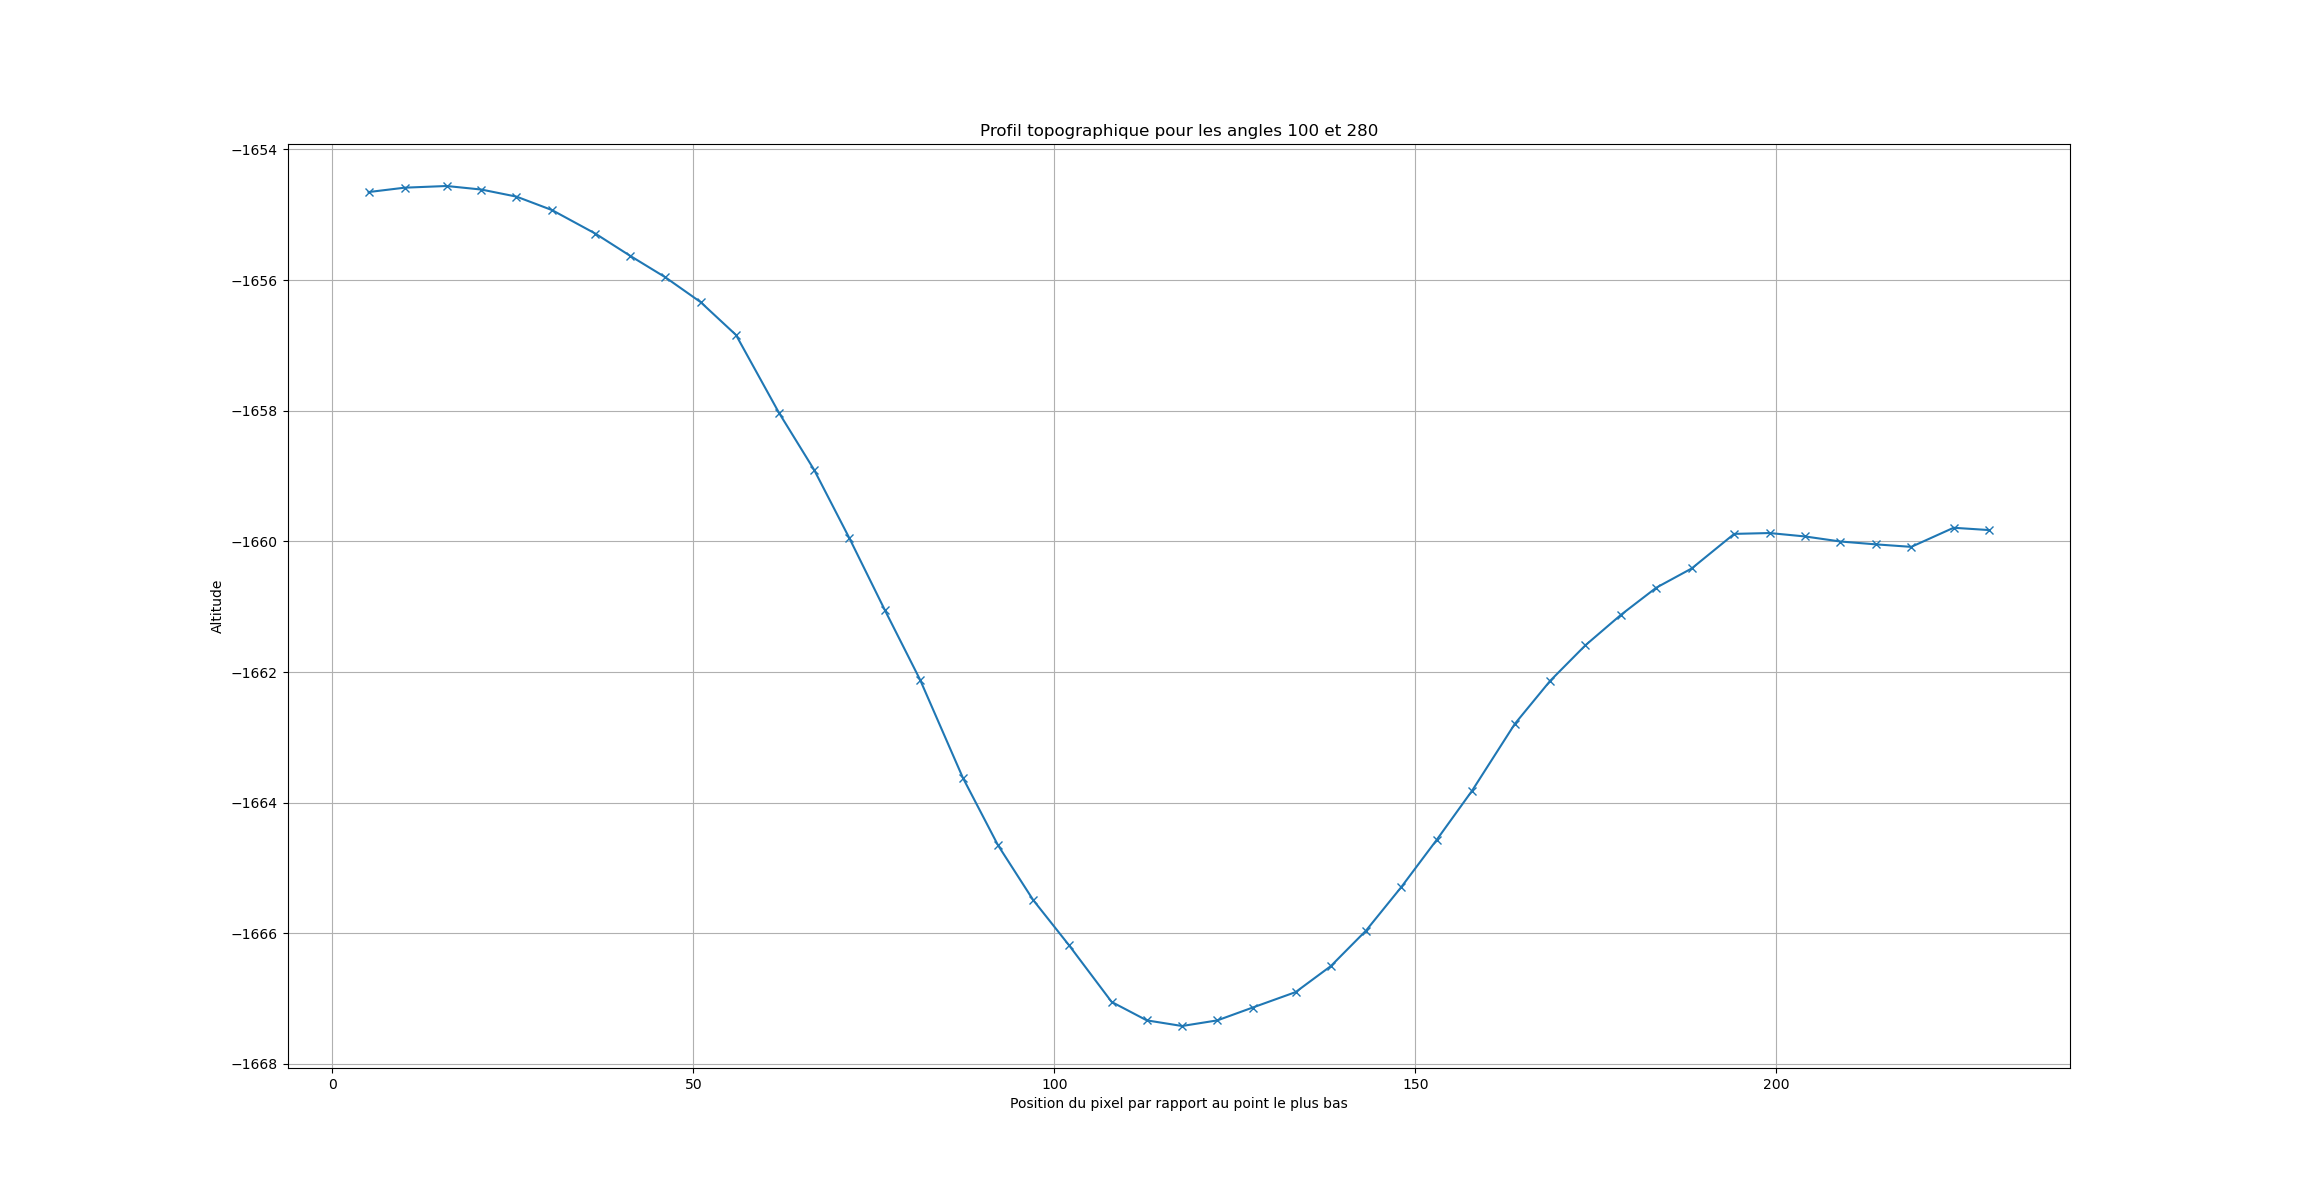 Profil topographique pour les angles 100 et 280
−1654
−1656
−1658
−1660
−1662
−1664
−1666
−1668
Altitude
0 50 100 150 200
Position du pixel par rapport au point le plus bas